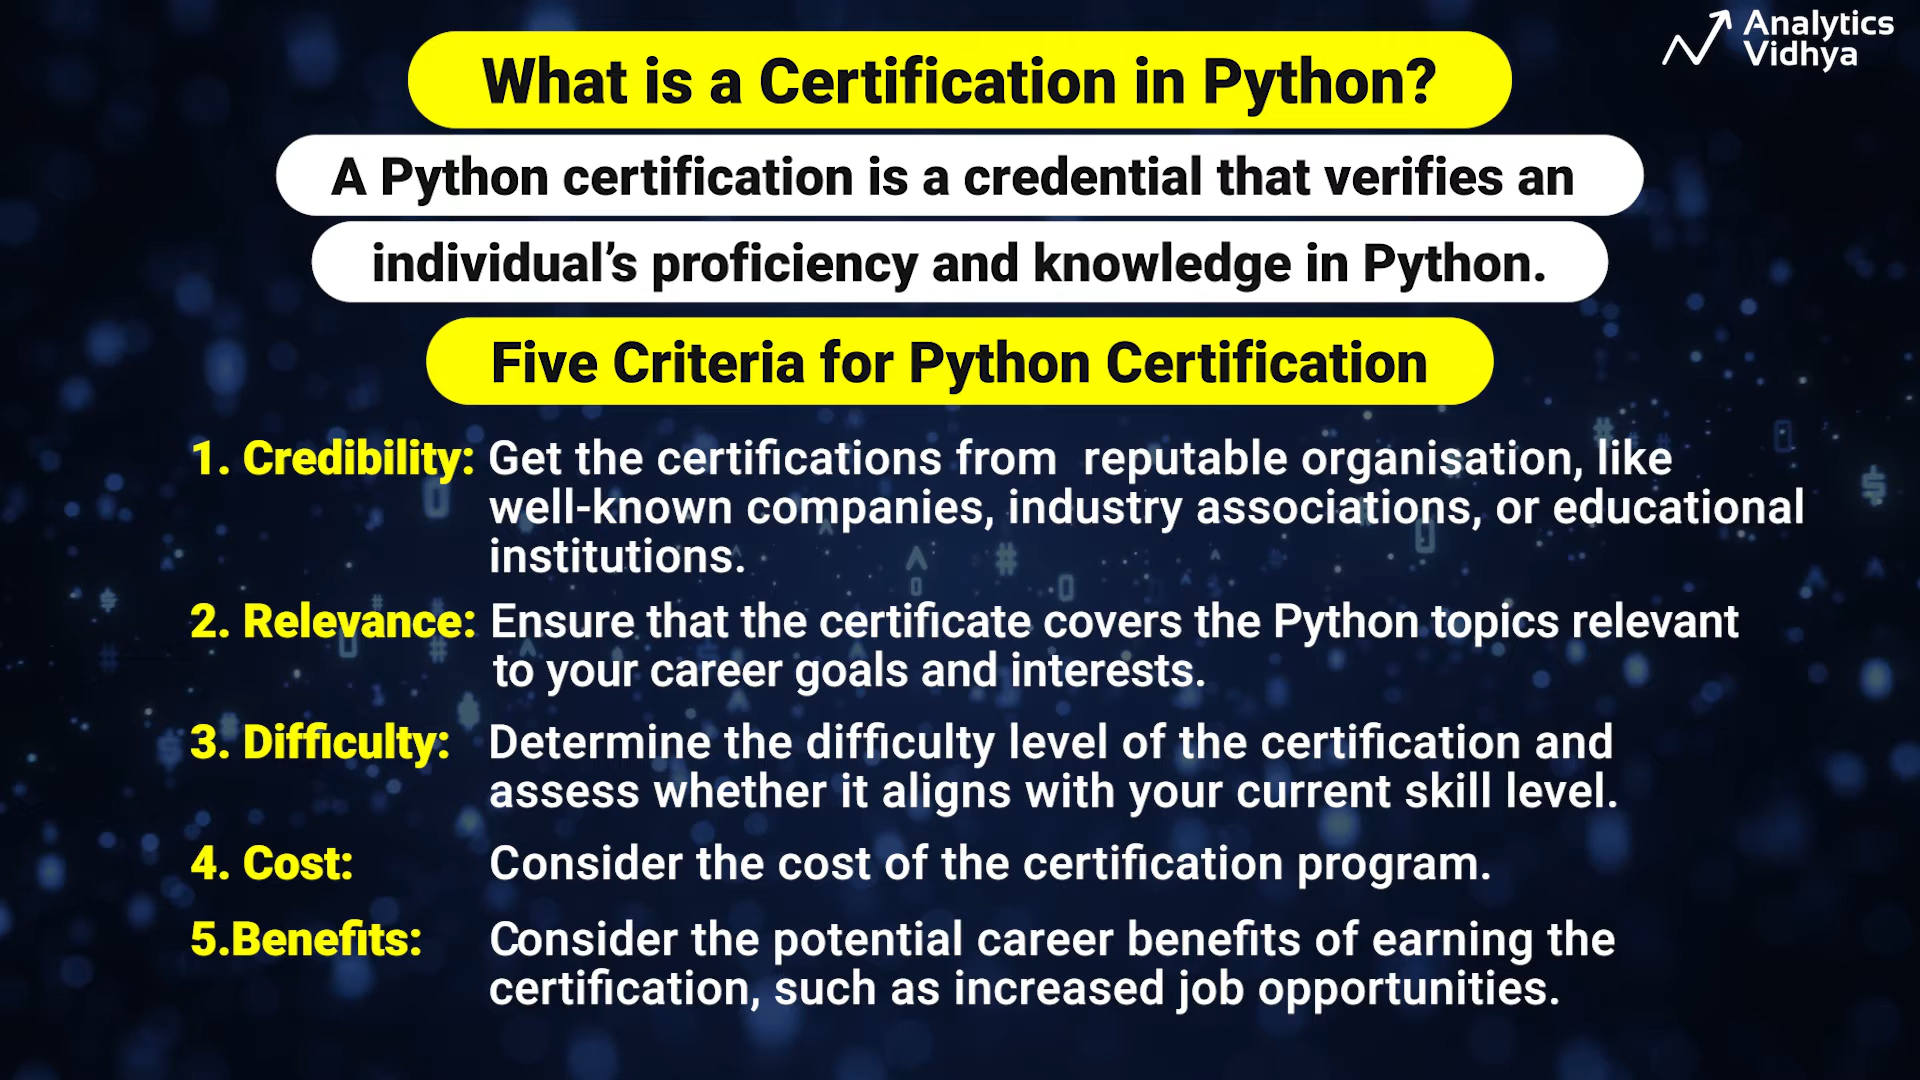 Analytics
Vidhya
What is a Certification in Python?
A Python certification is a credential that verifies an
individual’s proficiency and knowledge in Python.
Five Criteria for Python Certification
1. Credibility: Get the certifications from  reputable organisation, like
well-known companies, industry associations, or educational
institutions.
2. Relevance: Ensure that the certificate covers the Python topics relevant
to your career goals and interests.
3. Difficulty: Determine the difficulty level of the certification and
assess whether it aligns with your current skill level.
4. Cost: Consider the cost of the certification program.
5.Benefits: Consider the potential career benefits of earning the
certification, such as increased job opportunities.